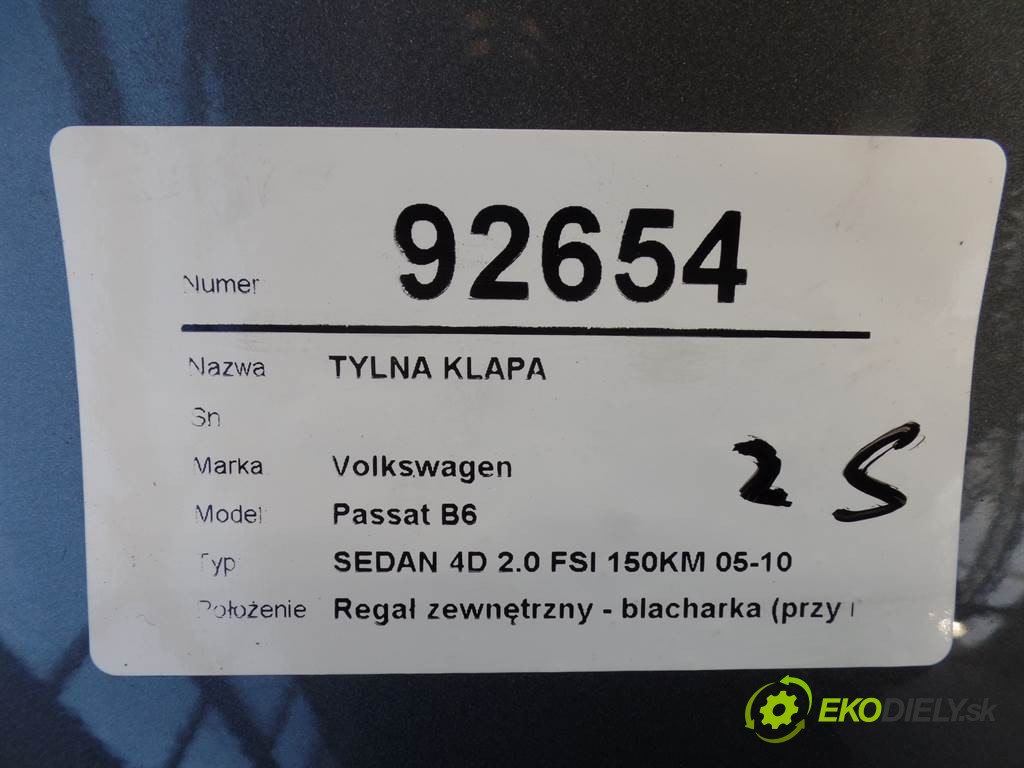 Numer 92654
Nazwa TYLNA KLAPA
Sn
Marka Volkswagen
2S
Model Passat B6
Typ SEDAN 4D 2.0 FSI 150KM 05-10
Położenie Regał zewnętrzny - blacharka (przy
EKODIELY.sk